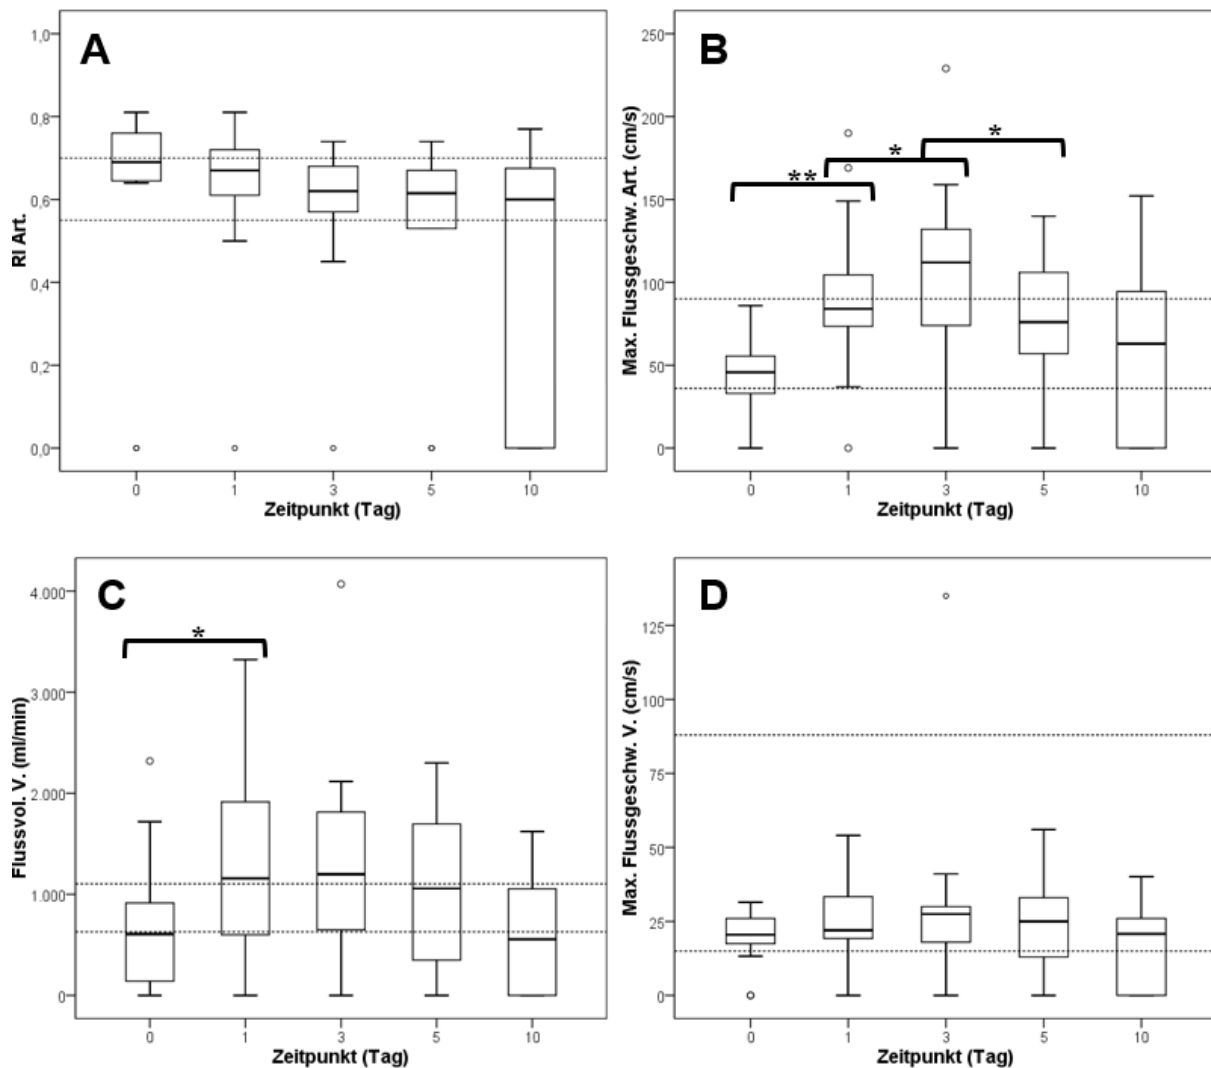 A
RI Art.
1,0
0,8
0,6
0,4
0,2
0,0
0 1 3 5 10
Zeitpunkt (Tag)
B
Max. Flussgeschw. Art. (cm/s)
250
200
150
100
50
0
** * *
0 1 3 5 10
Zeitpunkt (Tag)
C
Flussvol. V. (ml/min)
4.000
3.000
2.000
1.000
0
*
0 1 3 5 10
Zeitpunkt (Tag)
D
Max. Flussgeschw. V. (cm/s)
125
100
75
50
25
0
0 1 3 5 10
Zeitpunkt (Tag)